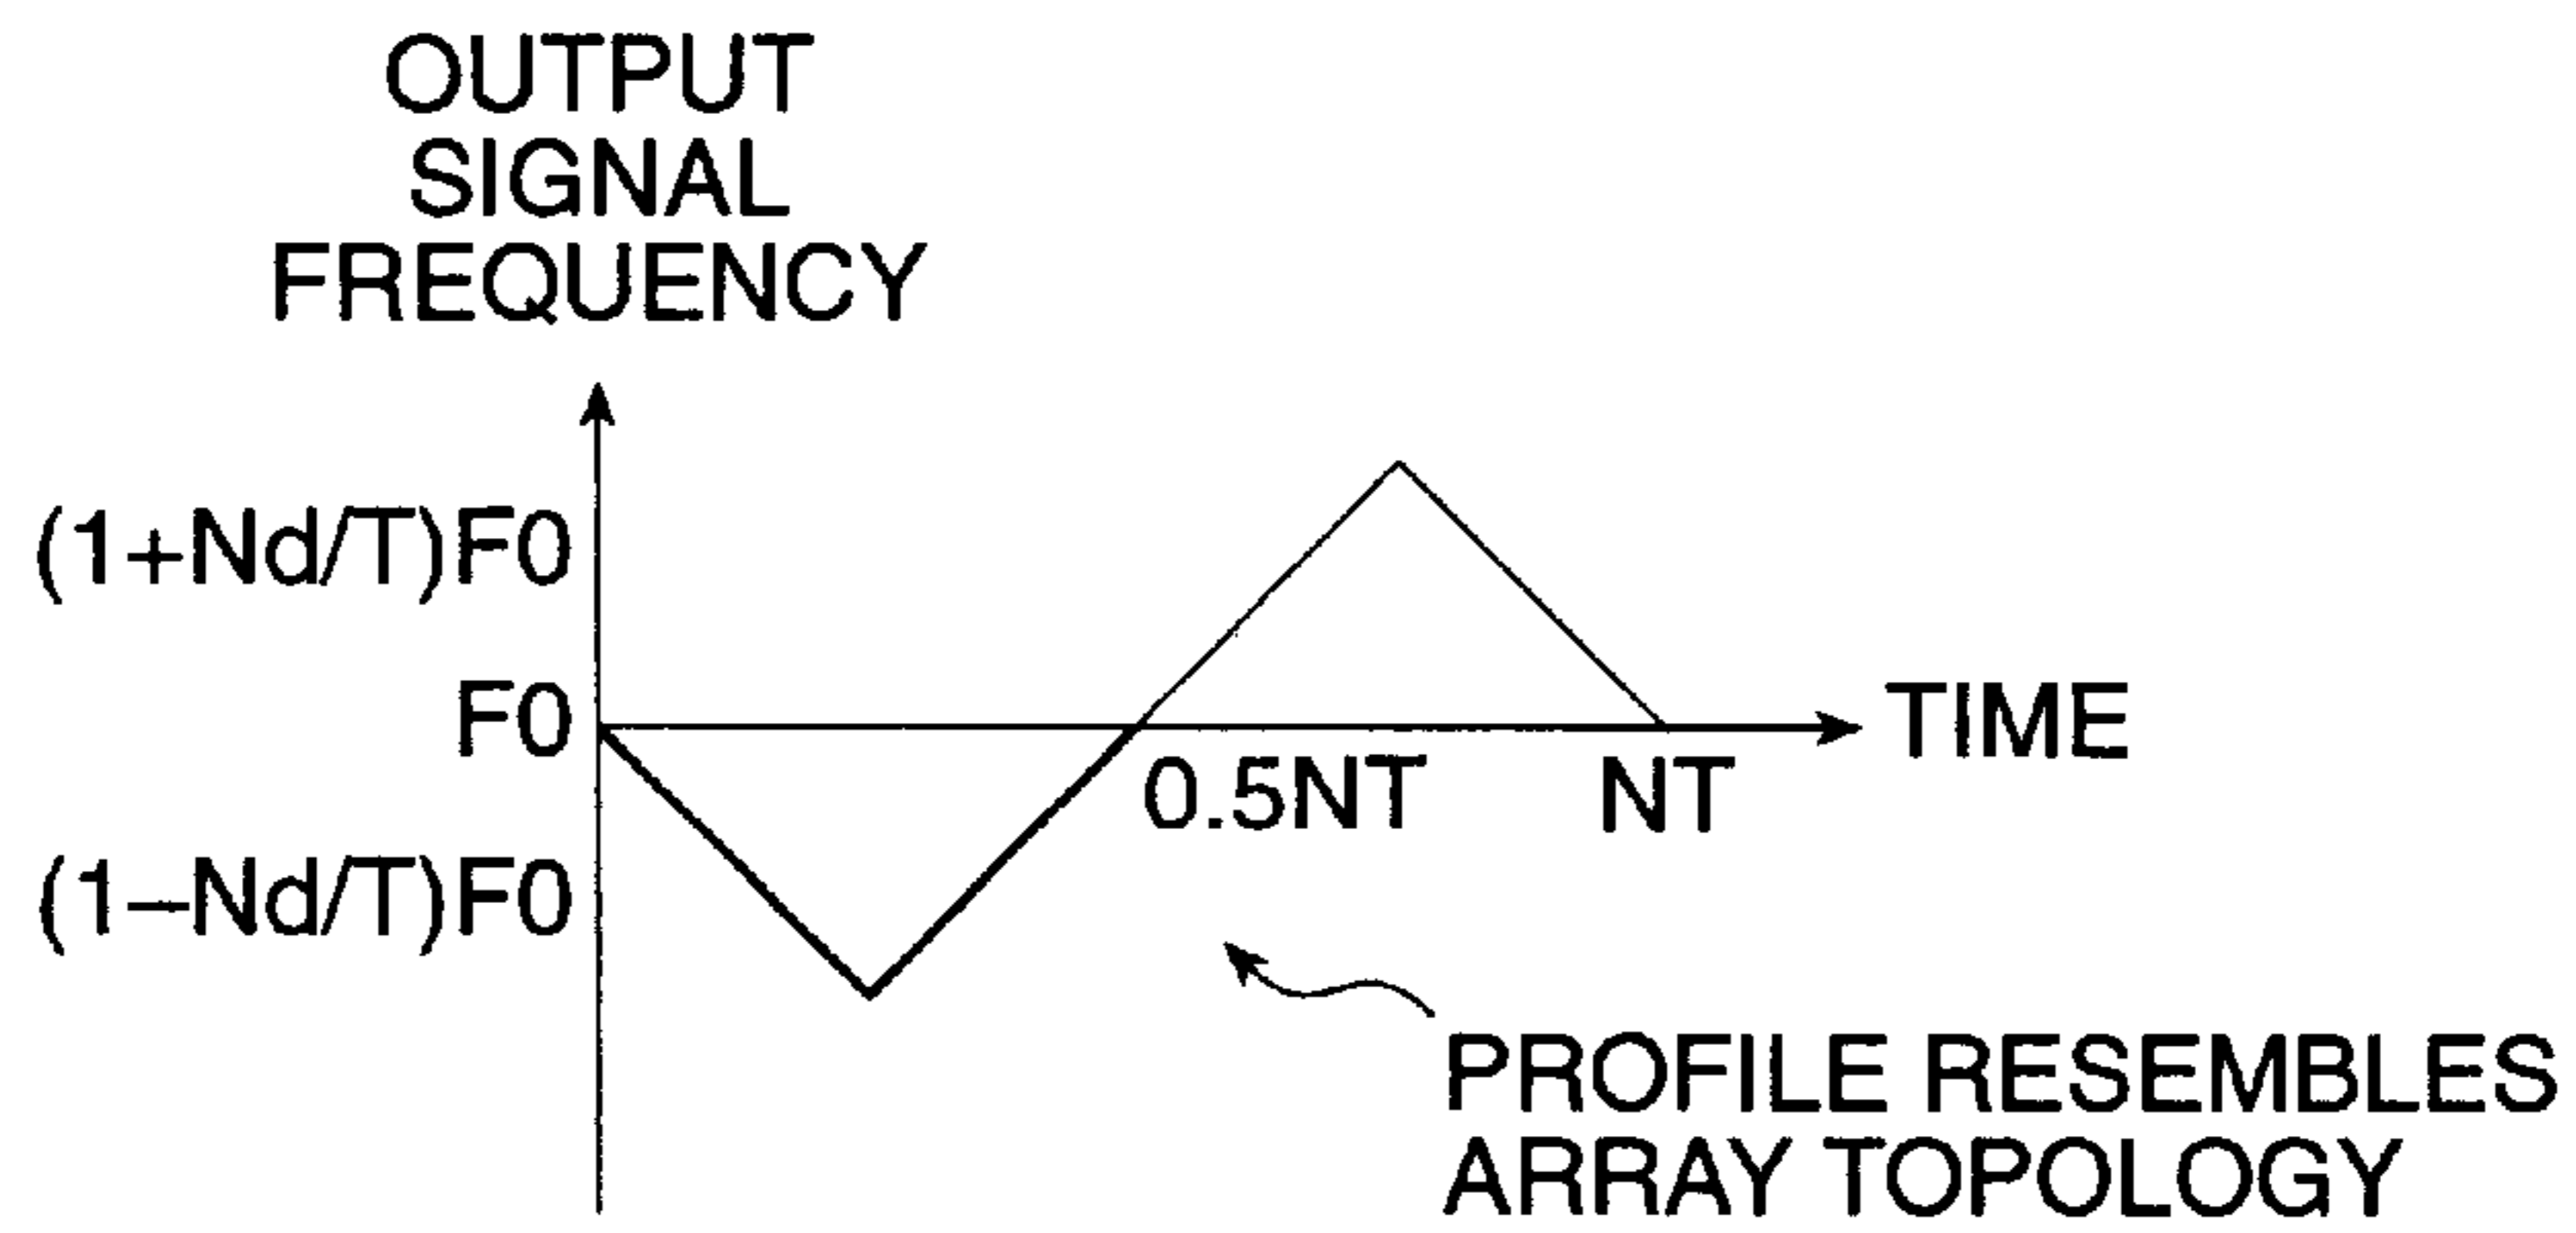 OUTPUT
SIGNAL
FREQUENCY
(1+Nd/T)F0
F0
TIME
0.5NT
NT
(1−Nd/T)F0
PROFILE RESEMBLES
ARRAY TOPOLOGY